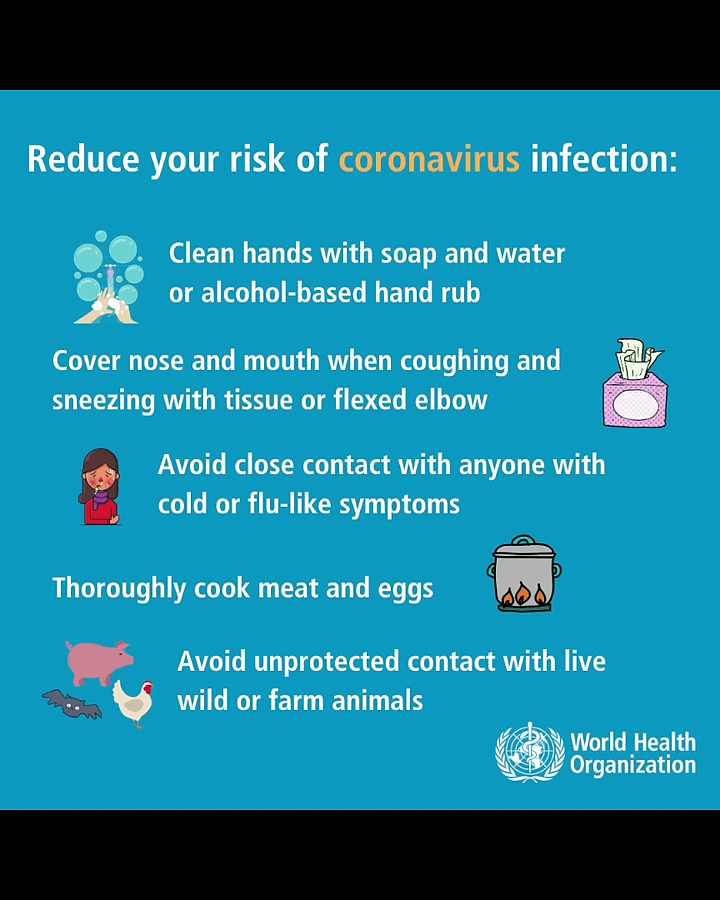 Reduce your risk of coronavirus infection:
Clean hands with soap and water
or alcohol-based hand rub
Cover nose and mouth when coughing and
sneezing with tissue or flexed elbow
Avoid close contact with anyone with
cold or flu-like symptoms
Thoroughly cook meat and eggs
Avoid unprotected contact with live
wild or farm animals
World Health
Organization